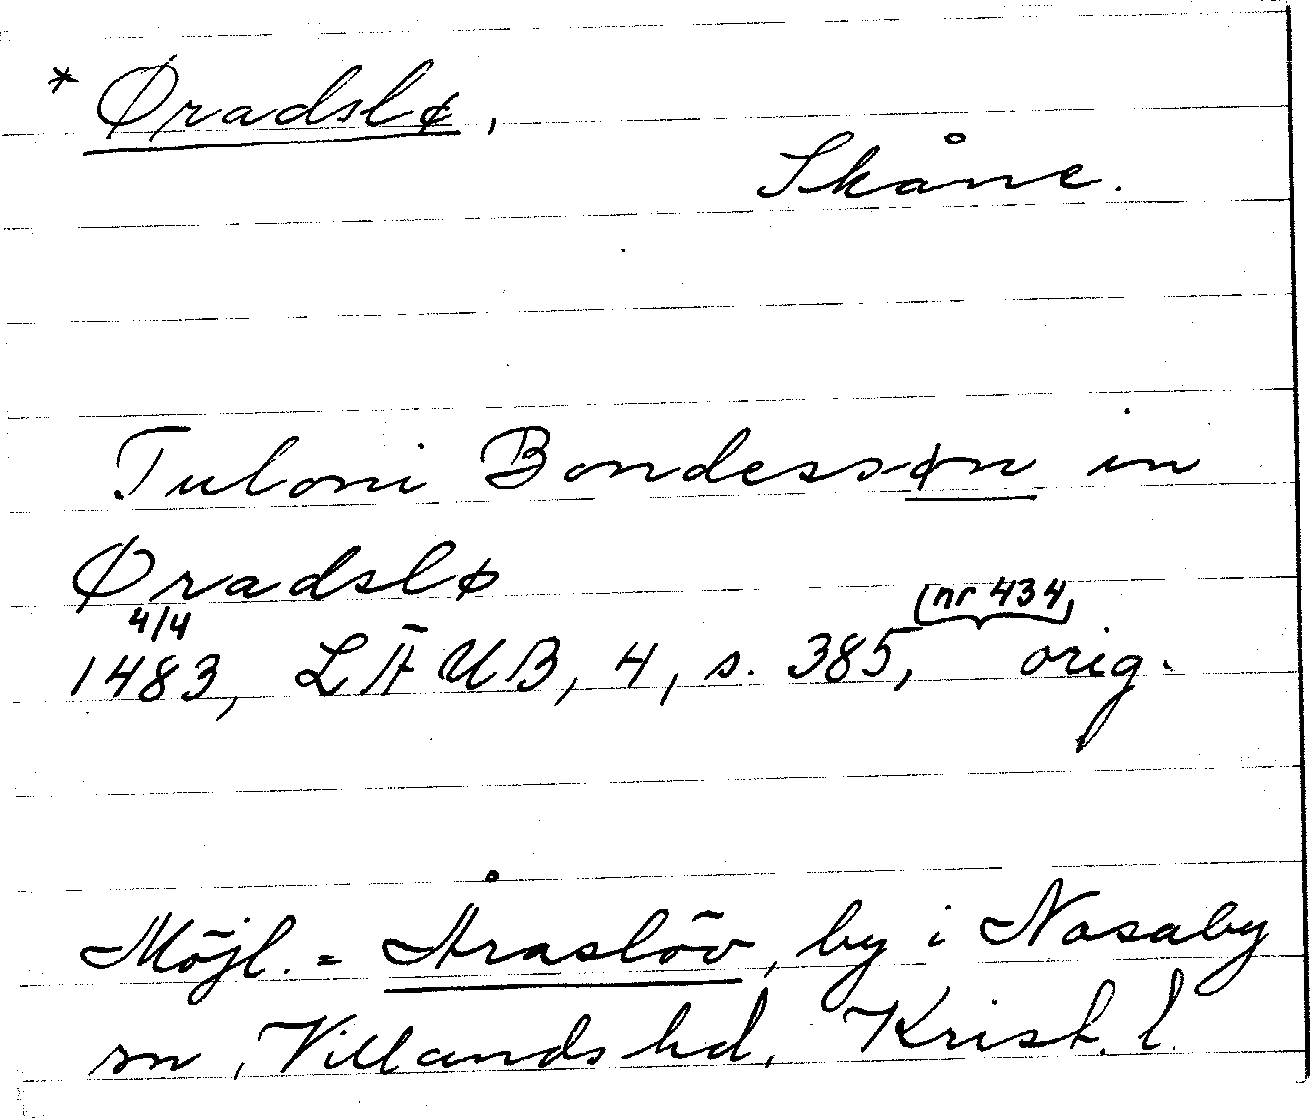 * Øradslø,
Skåne.
Tuloni Bondessøn in
Øradslø
(nr 434)
4/4
1483, LÄUB, 4, s. 385, orig.
Möjl. = Åraslöv, by i Nosaby
sn, Villands hd, Krist. l.